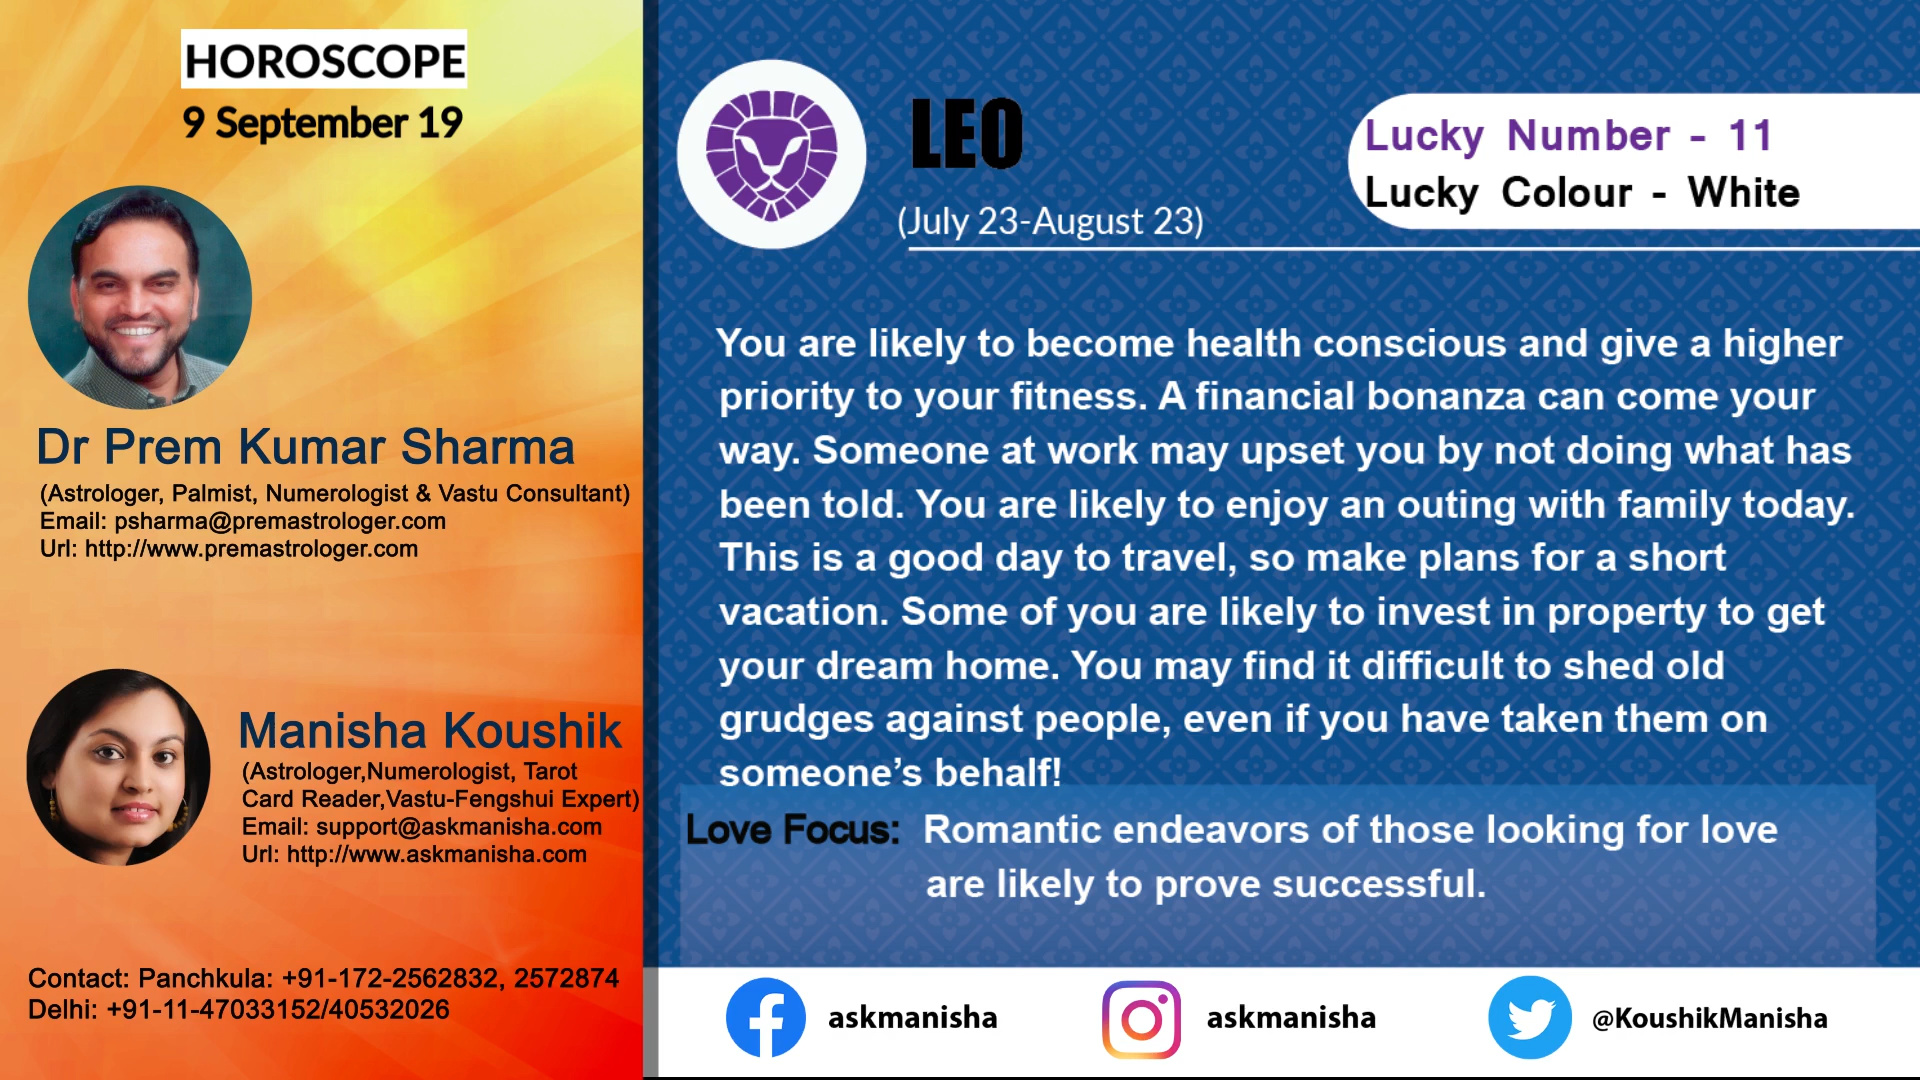 HOROSCOPE
9 September 19
Dr Prem Kumar Sharma
(Astrologer, Palmist, Numerologist & Vastu Consultant)
Email: psharma@premastrologer.com
Url: http://www.premastrologer.com
Manisha Koushik
(Astrologer,Numerologist, Tarot
Card Reader,Vastu-Fengshui Expert)
Email: support@askmanisha.com
Url: http://www.askmanisha.com
Contact: Panchkula: +91-172-2562832, 2572874
Delhi: +91-11-47033152/40532026
LEO
(July 23-August 23)
Lucky Number - 11
Lucky Colour - White
You are likely to become health conscious and give a higher
priority to your fitness. A financial bonanza can come your
way. Someone at work may upset you by not doing what has
been told. You are likely to enjoy an outing with family today.
This is a good day to travel, so make plans for a short
vacation. Some of you are likely to invest in property to get
your dream home. You may find it difficult to shed old
grudges against people, even if you have taken them on
someone’s behalf!
Love Focus: Romantic endeavors of those looking for love
are likely to prove successful.
askmanisha
askmanisha
@KoushikManisha